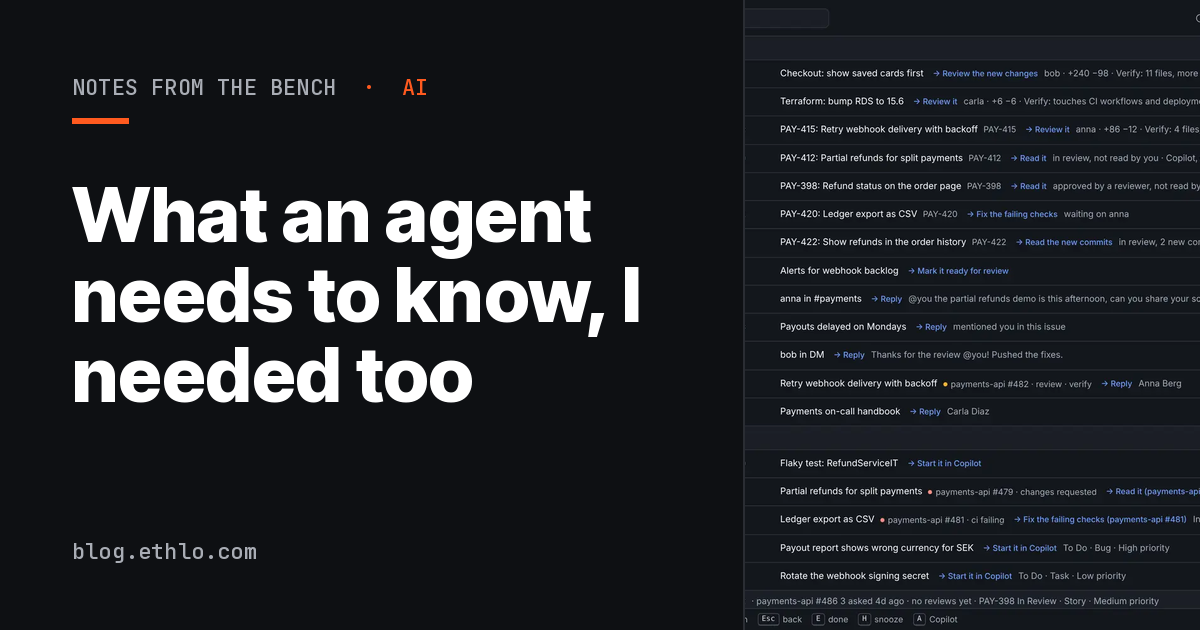 NOTES FROM THE BENCH · AI
What an agent
needs to know, I
needed too
blog.ethlo.com
Checkout: show saved cards first → Review the new changes bob · +240 −98 · Verify: 11 files, more
Terraform: bump RDS to 15.6 → Review it carla · +6 −6 · Verify: touches CI workflows and
PAY-415: Retry webhook delivery with backoff PAY-415 → Review it anna · +86 −12 · Verify: 4 files
PAY-412: Partial refunds for split payments PAY-412 → Read it in review, not read by you · Copilot,
PAY-398: Refund status on the order page PAY-398 → Read it approved by a reviewer, not read by
PAY-420: Ledger export as CSV PAY-420 → Fix the failing checks waiting on anna
PAY-422: Show refunds in the order history PAY-422 → Read the new commits in review, 2 new
Alerts for webhook backlog → Mark it ready for review
anna in #payments → Reply @you the partial refunds demo is this afternoon, can you share your
Payouts delayed on Mondays → Reply mentioned you in this issue
bob in DM → Reply Thanks for the review @you! Pushed the fixes.
Retry webhook delivery with backoff • payments-api #482 · review · verify → Reply Anna Berg
Payments on-call handbook → Reply Carla Diaz
Flaky test: RefundServiceIT → Start it in Copilot
Partial refunds for split payments • payments-api #479 · changes requested → Read it
Ledger export as CSV • payments-api #481 · ci failing → Fix the failing checks (payments-api #481)
Payout report shows wrong currency for SEK → Start it in Copilot To Do · Bug · High priority
Rotate the webhook signing secret → Start it in Copilot To Do · Task · Low priority
· payments-api #486 3 asked 4d ago · no reviews yet · PAY-398 In Review · Story · Medium priority
Esc back E done H snooze A Copilot